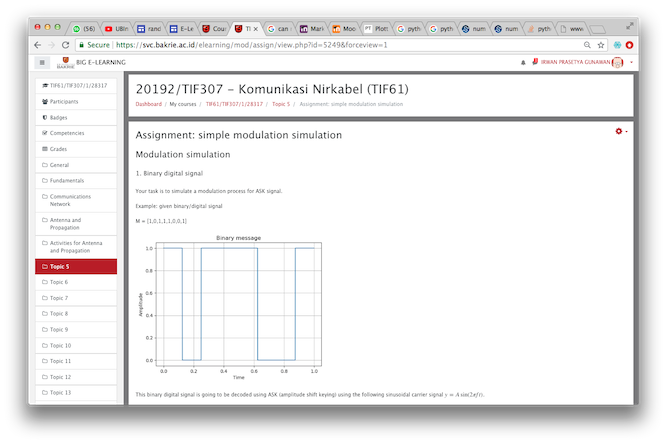 (56)
UBIn
rand
E-Le
Cour
TI
can
Mark
Moo
PT Plott
pyth
pyth
num
num
pyth
www
Secure | https://svc.bakrie.ac.id/elearning/mod/assign/view.php?id=5249&forceview=1
BAKRIE BIG E-LEARNING
IRWAN PRASETYA GUNAWAN
TIF61/TIF307/1/28317
Participants
Badges
Competencies
Grades
General
Fundamentals
Communications
Network
Antenna and
Propagation
Activities for Antenna
and Propagation
Topic 5
Topic 6
Topic 7
Topic 8
Topic 9
Topic 10
Topic 11
Topic 12
Topic 13
20192/TIF307 – Komunikasi Nirkabel (TIF61)
Dashboard / My courses / TIF61/TIF307/1/28317 / Topic 5 / Assignment: simple modulation simulation
Assignment: simple modulation simulation
Modulation simulation
1. Binary digital signal
Your task is to simulate a modulation process for ASK signal.
Example: given binary/digital signal
M = [1,0,1,1,1,0,0,1]
Binary message
Amplitude
1.0
0.8
0.6
0.4
0.2
0.0
0.0 0.2 0.4 0.6 0.8 1.0
Time
This binary digital signal is going to be decoded using ASK (amplitude shift keying) using the following sinusoidal carrier signal y = A sin(2πft).